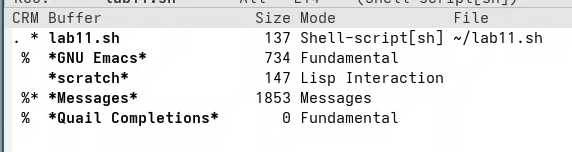 CRM Buffer Size Mode File
. * lab11.sh 137 Shell-script[sh] ~/lab11.sh
% *GNU Emacs* 734 Fundamental
*scratch* 147 Lisp Interaction
%* *Messages* 1853 Messages
% *Quail Completions* 0 Fundamental